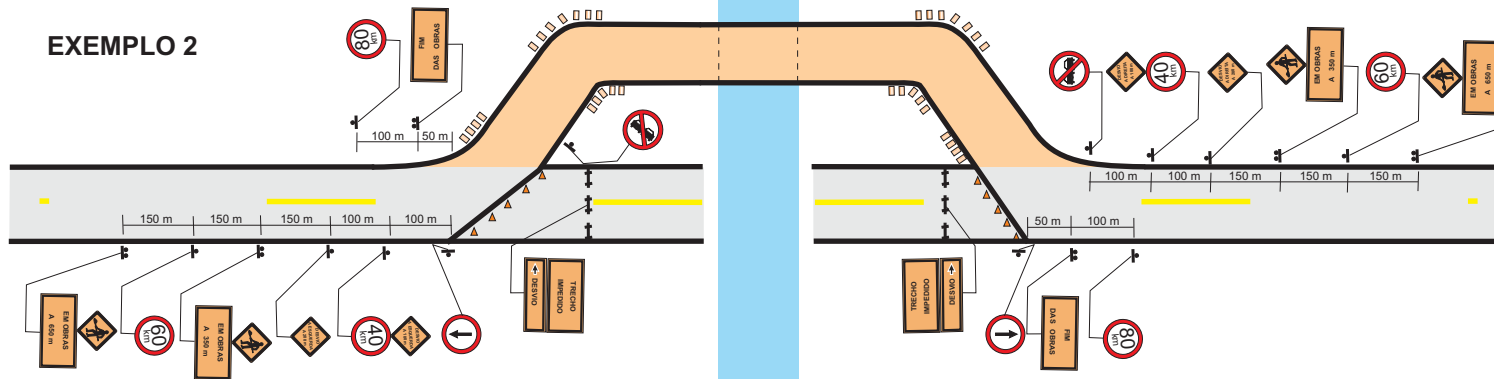 EXEMPLO 2
80
km
FIM
DAS OBRAS
100 m
50 m
40
km
EM OBRAS
A 350 m
60
km
EM OBRAS
A 650 m
100 m
100 m
150 m
150 m
150 m
150 m
150 m
150 m
100 m
100 m
50 m
100 m
EM OBRAS
A 650 m
60
km
EM OBRAS
A 350 m
40
km
DESVIO
TRECHO
IMPEDIDO
TRECHO
IMPEDIDO
DESVIO
FIM
DAS OBRAS
80
km